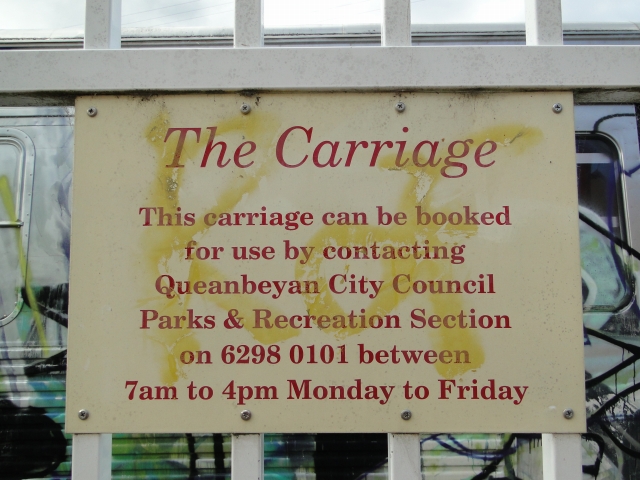 The Carriage
This carriage can be booked
for use by contacting
Queanbeyan City Council
Parks & Recreation Section
on 6298 0101 between
7am to 4pm Monday to Friday